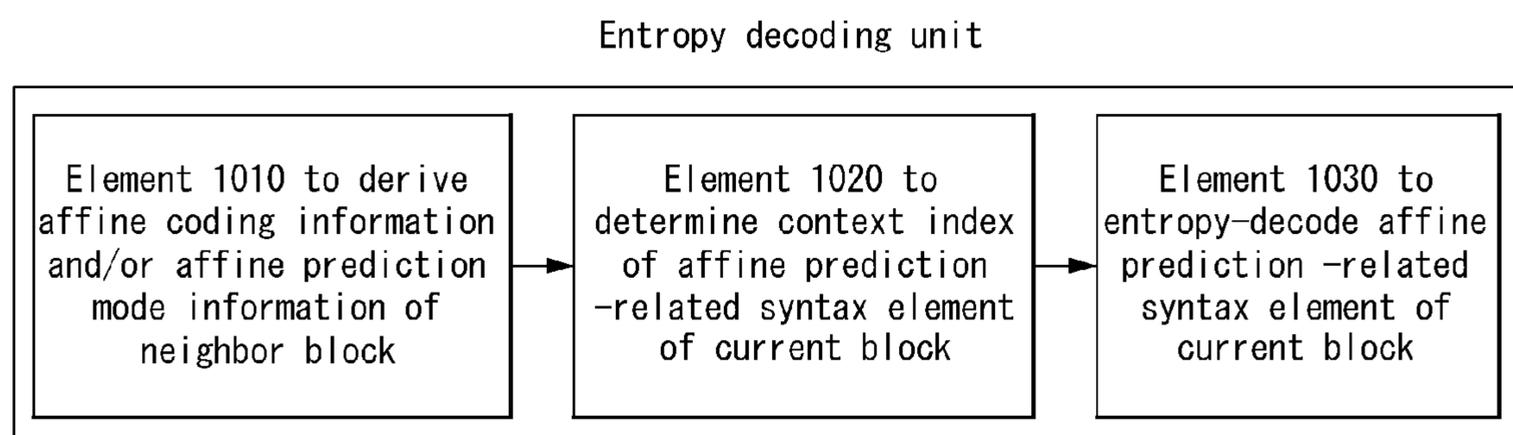 Entropy decoding unit
Element 1010 to derive
affine coding information
and/or affine prediction
mode information of
neighbor block
Element 1020 to
determine context index
of affine prediction
-related syntax element
of current block
Element 1030 to
entropy-decode affine
prediction -related
syntax element of
current block